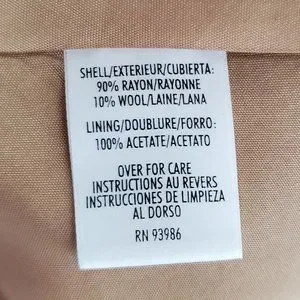 SHELL/EXTERIEUR/CUBIERTA:
90% RAYON/RAYONNE
10% WOOL/LAINE/LANA
LINING/DOUBLURE/FORRO:
100% ACETATE/ACETATO
OVER FOR CARE
INSTRUCTIONS AU REVERS
INSTRUCCIONES DE LIMPIEZA
AL DORSO
RN 93986